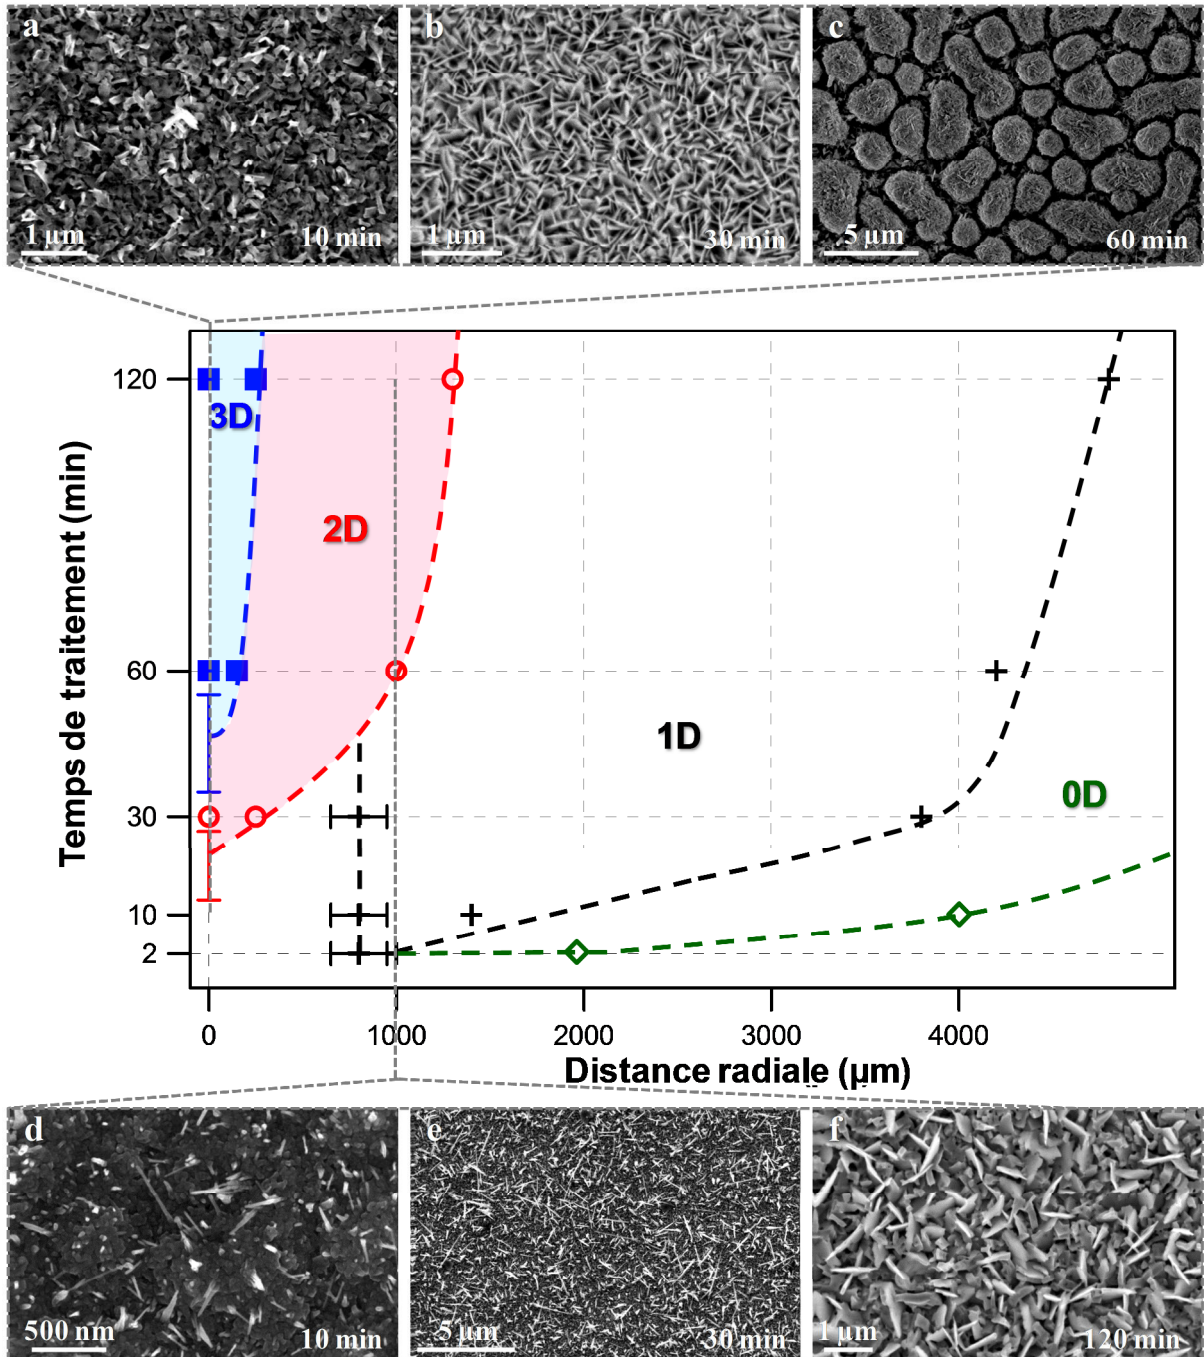 a
b
c
1 µm
10 min
1 µm
30 min
5 µm
60 min
120
3D
2D
60
1D
30
0D
10
2
Temps de traitement (min)
0
1000
2000
3000
4000
Distance radiale (µm)
d
e
f
500 nm
10 min
5 µm
30 min
1 µm
120 min